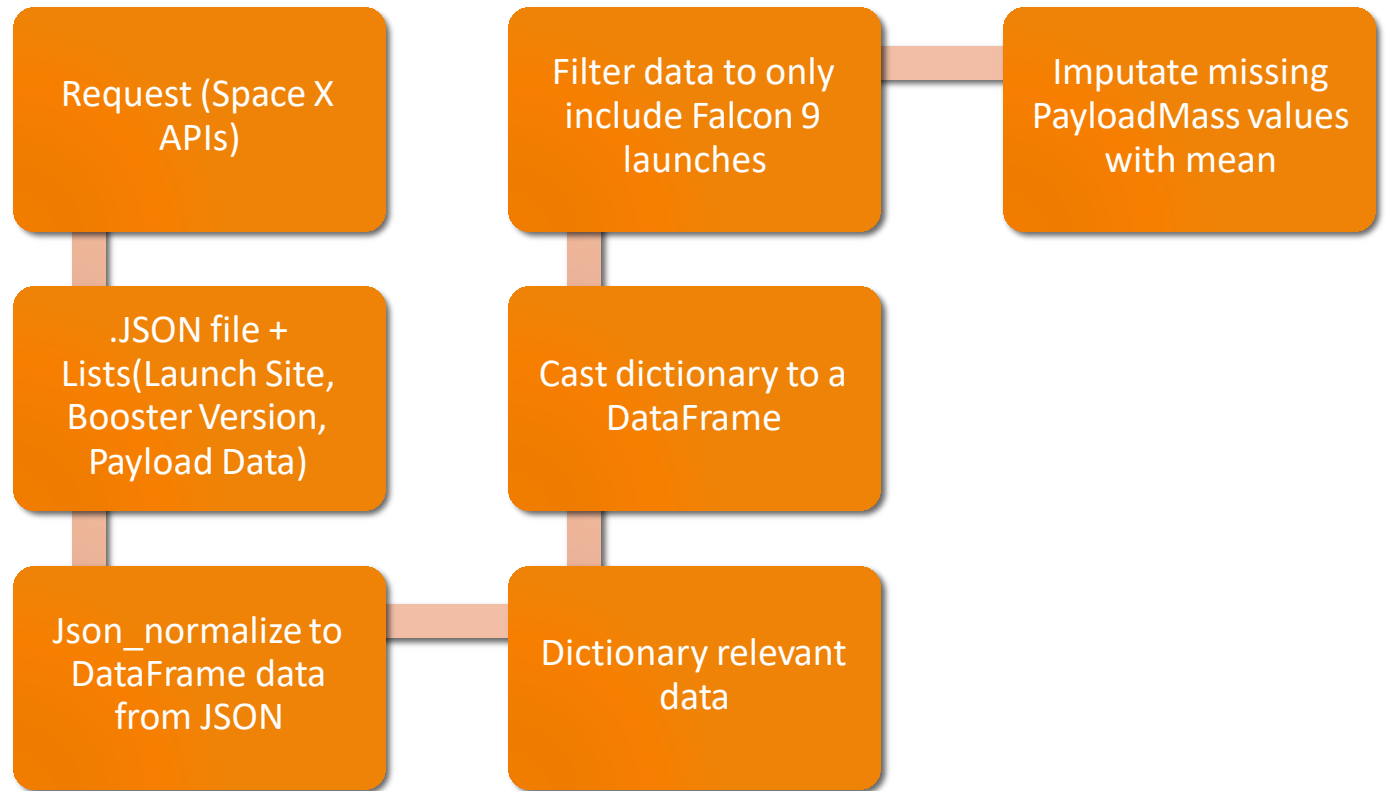 Request (Space X
APIs)
.JSON file +
Lists(Launch Site,
Booster Version,
Payload Data)
Json_normalize to
DataFrame data
from JSON
Dictionary relevant
data
Cast dictionary to a
DataFrame
Filter data to only
include Falcon 9
launches
Imputate missing
PayloadMass values
with mean